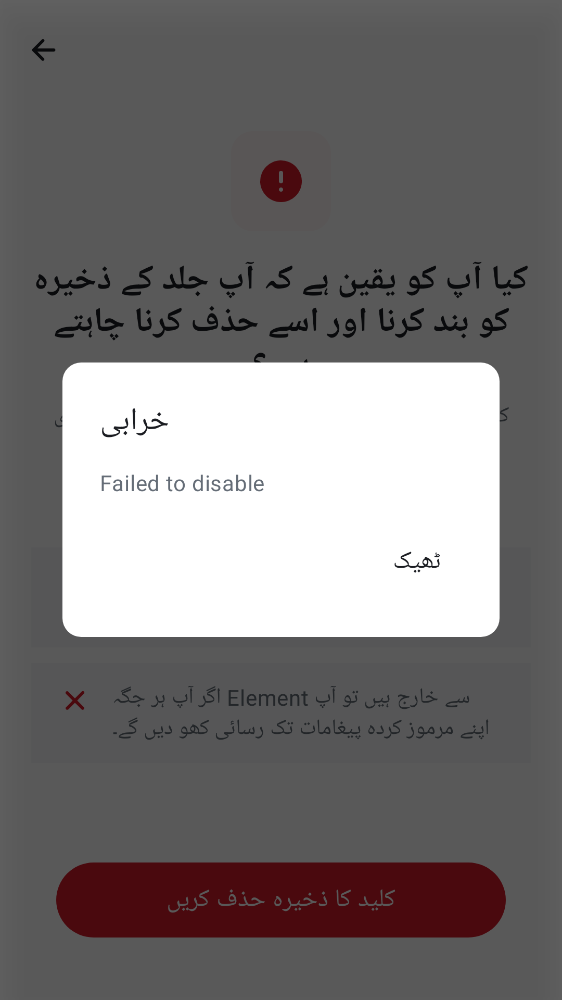 کیا آپ کو یقین ہے کہ آپ جلد کے ذخیرہ
کو بند کرنا اور اسے حذف کرنا چاہتے
خرابی
Failed to disable
ٹھیک
سے خارج ہیں تو آپ Element اگر آپ ہر جگہ
اپنے مرموز کردہ پیغامات تک رسائی کھو دیں گے۔
کلید کا ذخیرہ حذف کریں